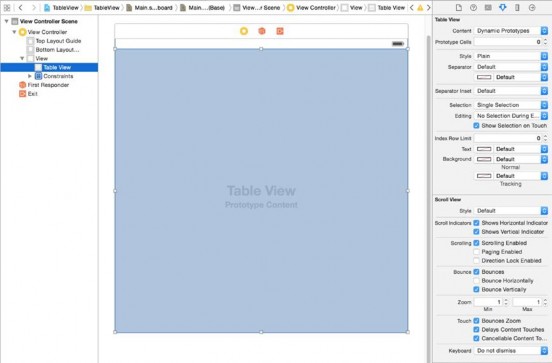 TableView
TableView
Main.s...board
Main....(Base)
View...r Scene
View Controller
View
Table View
View Controller Scene
View Controller
Top Layout Guide
Bottom Layout...
View
Table View
Constraints
First Responder
Exit
Table View
Prototype Content
Table View
Content Dynamic Prototypes
Prototype Cells 0
Style Plain
Separator Default
Default
Separator Inset Default
Selection Single Selection
Editing No Selection During E...
Show Selection on Touch
Index Row Limit 0
Text Default
Background Default
Normal
Default
Tracking
Scroll View
Style Default
Scroll Indicators Shows Horizontal Indicator
Shows Vertical Indicator
Scrolling Scrolling Enabled
Paging Enabled
Direction Lock Enabled
Bounce Bounces
Bounce Horizontally
Bounce Vertically
Zoom 1 1
Min Max
Touch Bounces Zoom
Delays Content Touches
Cancellable Content To...
Keyboard Do not dismiss